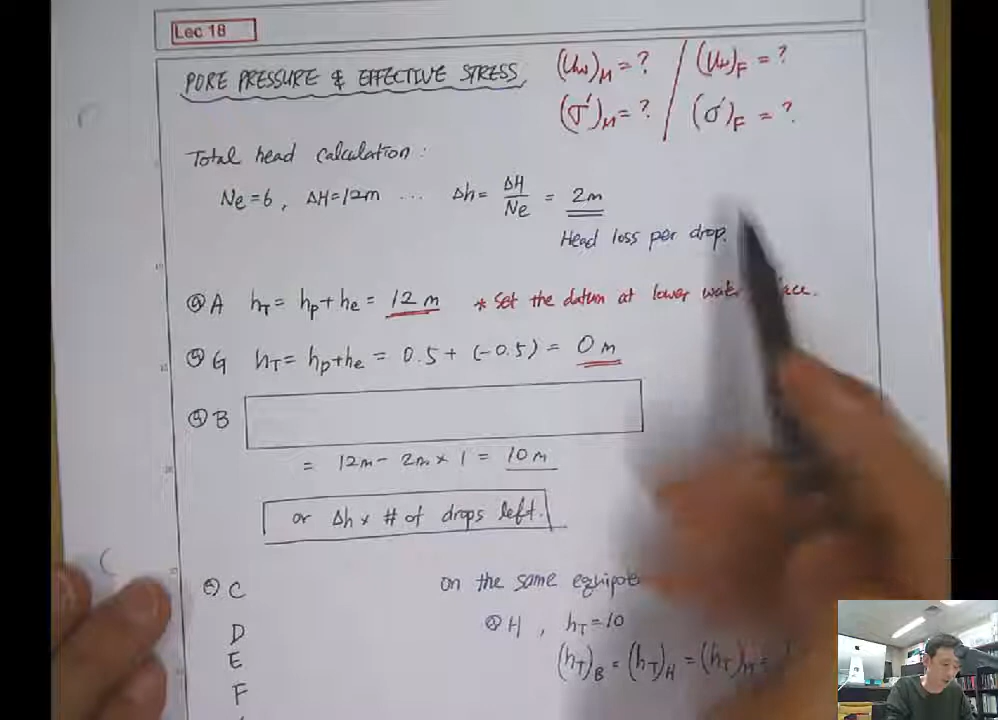 Lec 18
PORE PRESSURE & EFFECTIVE STRESS, (Uw)M = ? / (Uw)F = ?
(σ')M = ? / (σ')F = ?
Total head calculation:
Ne = 6, ΔH = 12m ... Δh = ΔH/Ne = 2m
Head loss per drop.
@ A hT = hp + he = 12 m * Set the datum at lower
@ G hT = hp + he = 0.5 + (-0.5) = 0 m
@ B
= 12m - 2m × 1 = 10 m
or Δh × # of drops left.
@ C on the same
D @ H, hT = 10
E (hT)B = (hT)H = (hT)M =
F